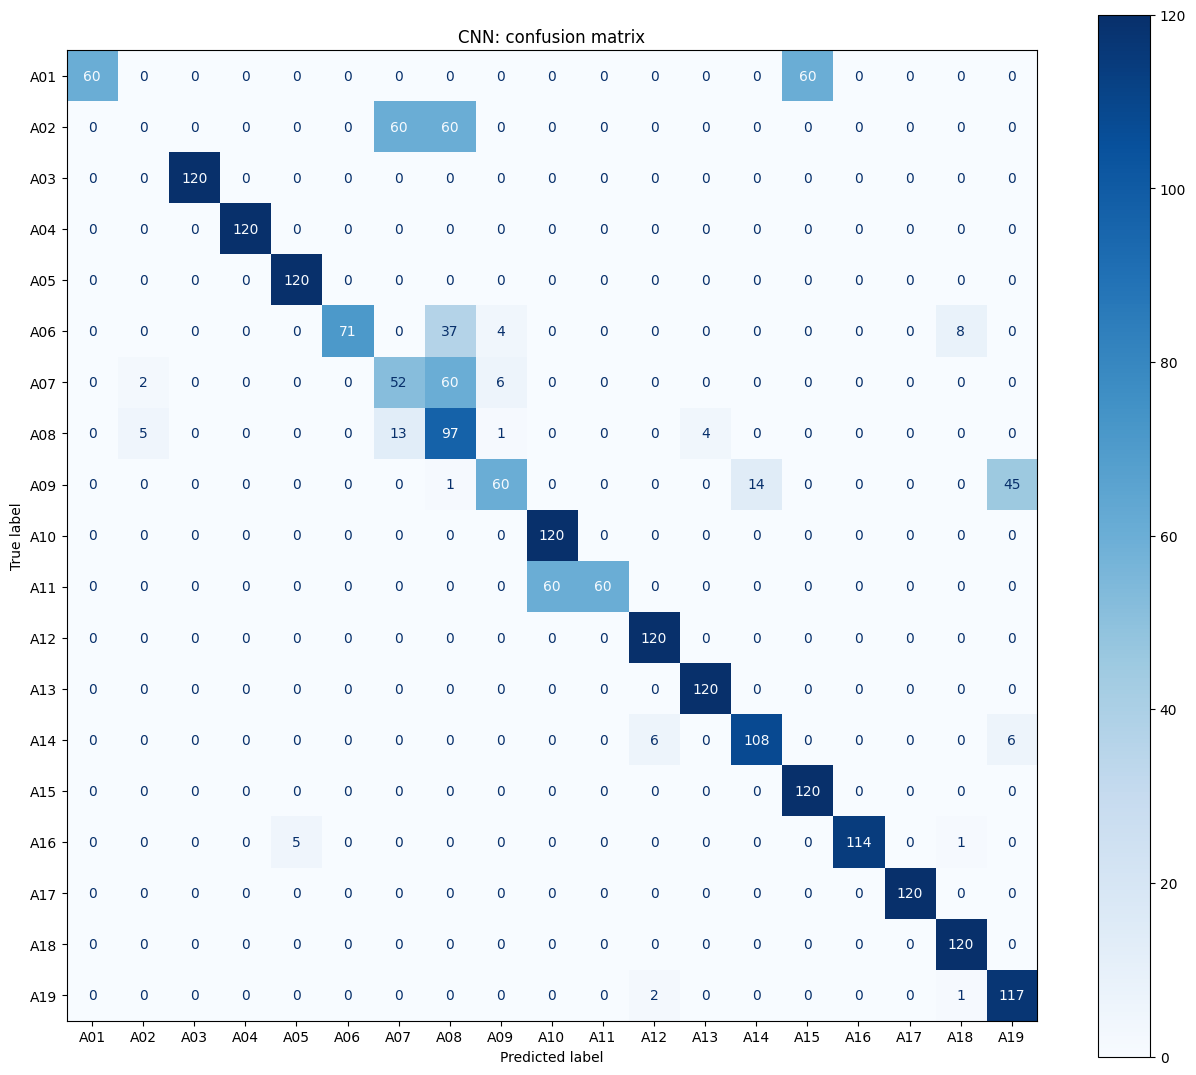 CNN: confusion matrix
120
A01 60 0 0 0 0 0 0 0 0 0 0 0 0 0 60 0 0 0 0
A02 0 0 0 0 0 0 60 60 0 0 0 0 0 0 0 0 0 0 0
A03 0 0 120 0 0 0 0 0 0 0 0 0 0 0 0 0 0 0 0
100
A04 0 0 0 120 0 0 0 0 0 0 0 0 0 0 0 0 0 0 0
A05 0 0 0 0 120 0 0 0 0 0 0 0 0 0 0 0 0 0 0
A06 0 0 0 0 0 71 0 37 4 0 0 0 0 0 0 0 0 8 0
80
A07 0 2 0 0 0 0 52 60 6 0 0 0 0 0 0 0 0 0 0
A08 0 5 0 0 0 0 13 97 1 0 0 0 4 0 0 0 0 0 0
A09 0 0 0 0 0 0 0 1 60 0 0 0 0 14 0 0 0 0 45
True label
A10 0 0 0 0 0 0 0 0 0 120 0 0 0 0 0 0 0 0 0
60
A11 0 0 0 0 0 0 0 0 0 60 60 0 0 0 0 0 0 0 0
A12 0 0 0 0 0 0 0 0 0 0 0 120 0 0 0 0 0 0 0
A13 0 0 0 0 0 0 0 0 0 0 0 0 120 0 0 0 0 0 0
40
A14 0 0 0 0 0 0 0 0 0 0 0 6 0 108 0 0 0 0 6
A15 0 0 0 0 0 0 0 0 0 0 0 0 0 0 120 0 0 0 0
A16 0 0 0 0 5 0 0 0 0 0 0 0 0 0 0 114 0 1 0
20
A17 0 0 0 0 0 0 0 0 0 0 0 0 0 0 0 0 120 0 0
A18 0 0 0 0 0 0 0 0 0 0 0 0 0 0 0 0 0 120 0
A19 0 0 0 0 0 0 0 0 0 0 0 2 0 0 0 0 0 1 117
0
A01 A02 A03 A04 A05 A06 A07 A08 A09 A10 A11 A12 A13 A14 A15 A16 A17 A18 A19
Predicted label